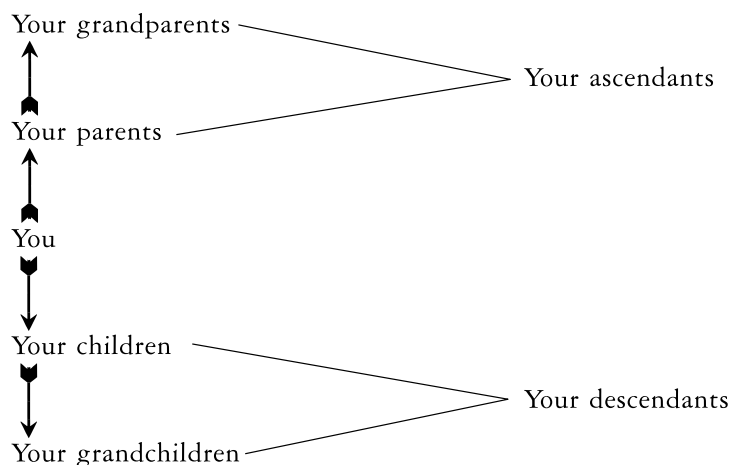 Your grandparents
Your ascendants
Your parents
You
Your children
Your descendants
Your grandchildren